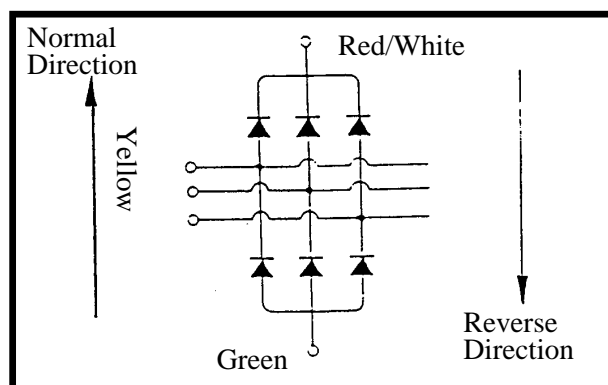 Normal
Direction
Red/White
Yellow
Green
Reverse
Direction